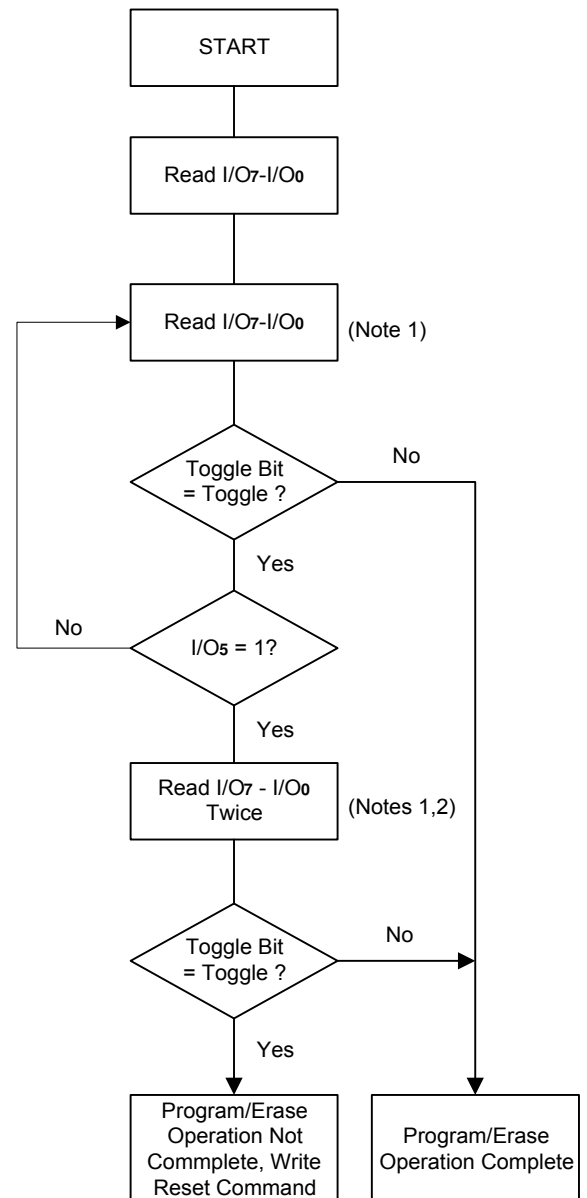 START
Read I/O7-I/O0
Read I/O7-I/O0
(Note 1)
Toggle Bit
= Toggle ?
No
Yes
No
I/O5 = 1?
Yes
Read I/O7 - I/O0
Twice
(Notes 1,2)
Toggle Bit
= Toggle ?
No
Yes
Program/Erase
Operation Not
Commplete, Write
Reset Command
Program/Erase
Operation Complete